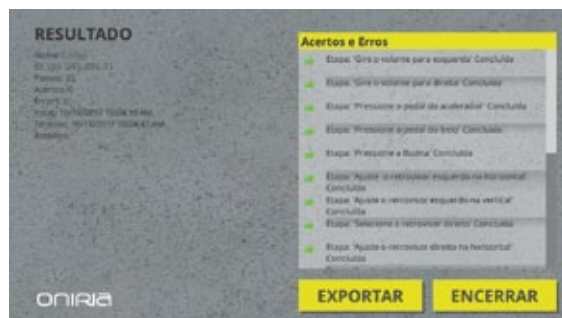 RESULTADO
Passos: 21
Acertos e Erros
Etapa: 'Gire o volante para esquerda' Concluída
Etapa: 'Gire o volante para direita' Concluída
Etapa: 'Pressione o pedal do acelerador' Concluída
Etapa: 'Pressione o pedal do freio' Concluída
Etapa: 'Pressione a Buzina' Concluída
Etapa: 'Ajuste o retrovisor esquerdo na horizontal'
Concluída
Etapa: 'Ajuste o retrovisor esquerdo na vertical'
Concluída
Etapa: 'Selecione o retrovisor direito' Concluída
Etapa: 'Ajuste o retrovisor direito na horizontal'
Concluída
ONIRIA
EXPORTAR
ENCERRAR